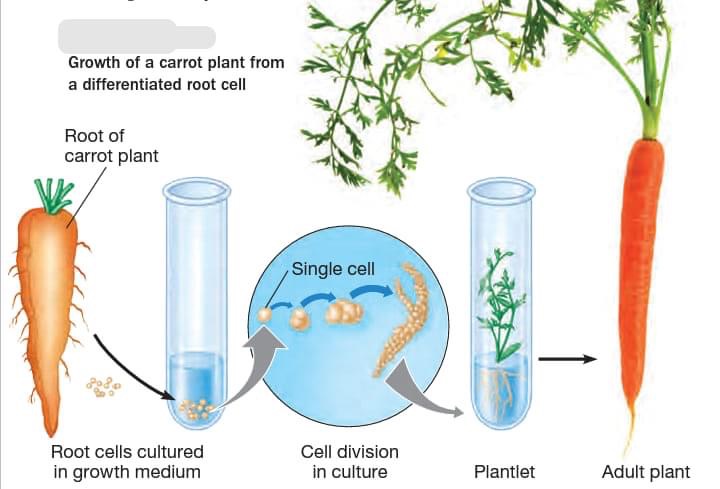 Growth of a carrot plant from
a differentiated root cell
Root of
carrot plant
Single cell
Root cells cultured
in growth medium
Cell division
in culture
Plantlet
Adult plant